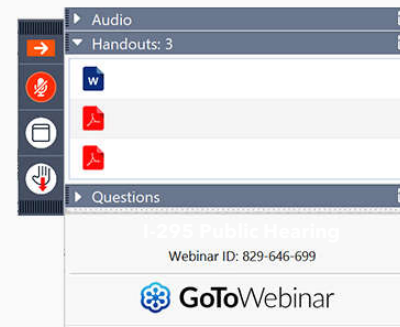 Audio
Handouts: 3
W
Questions
I-295 Public Hearing
Webinar ID: 829-646-699
GoToWebinar